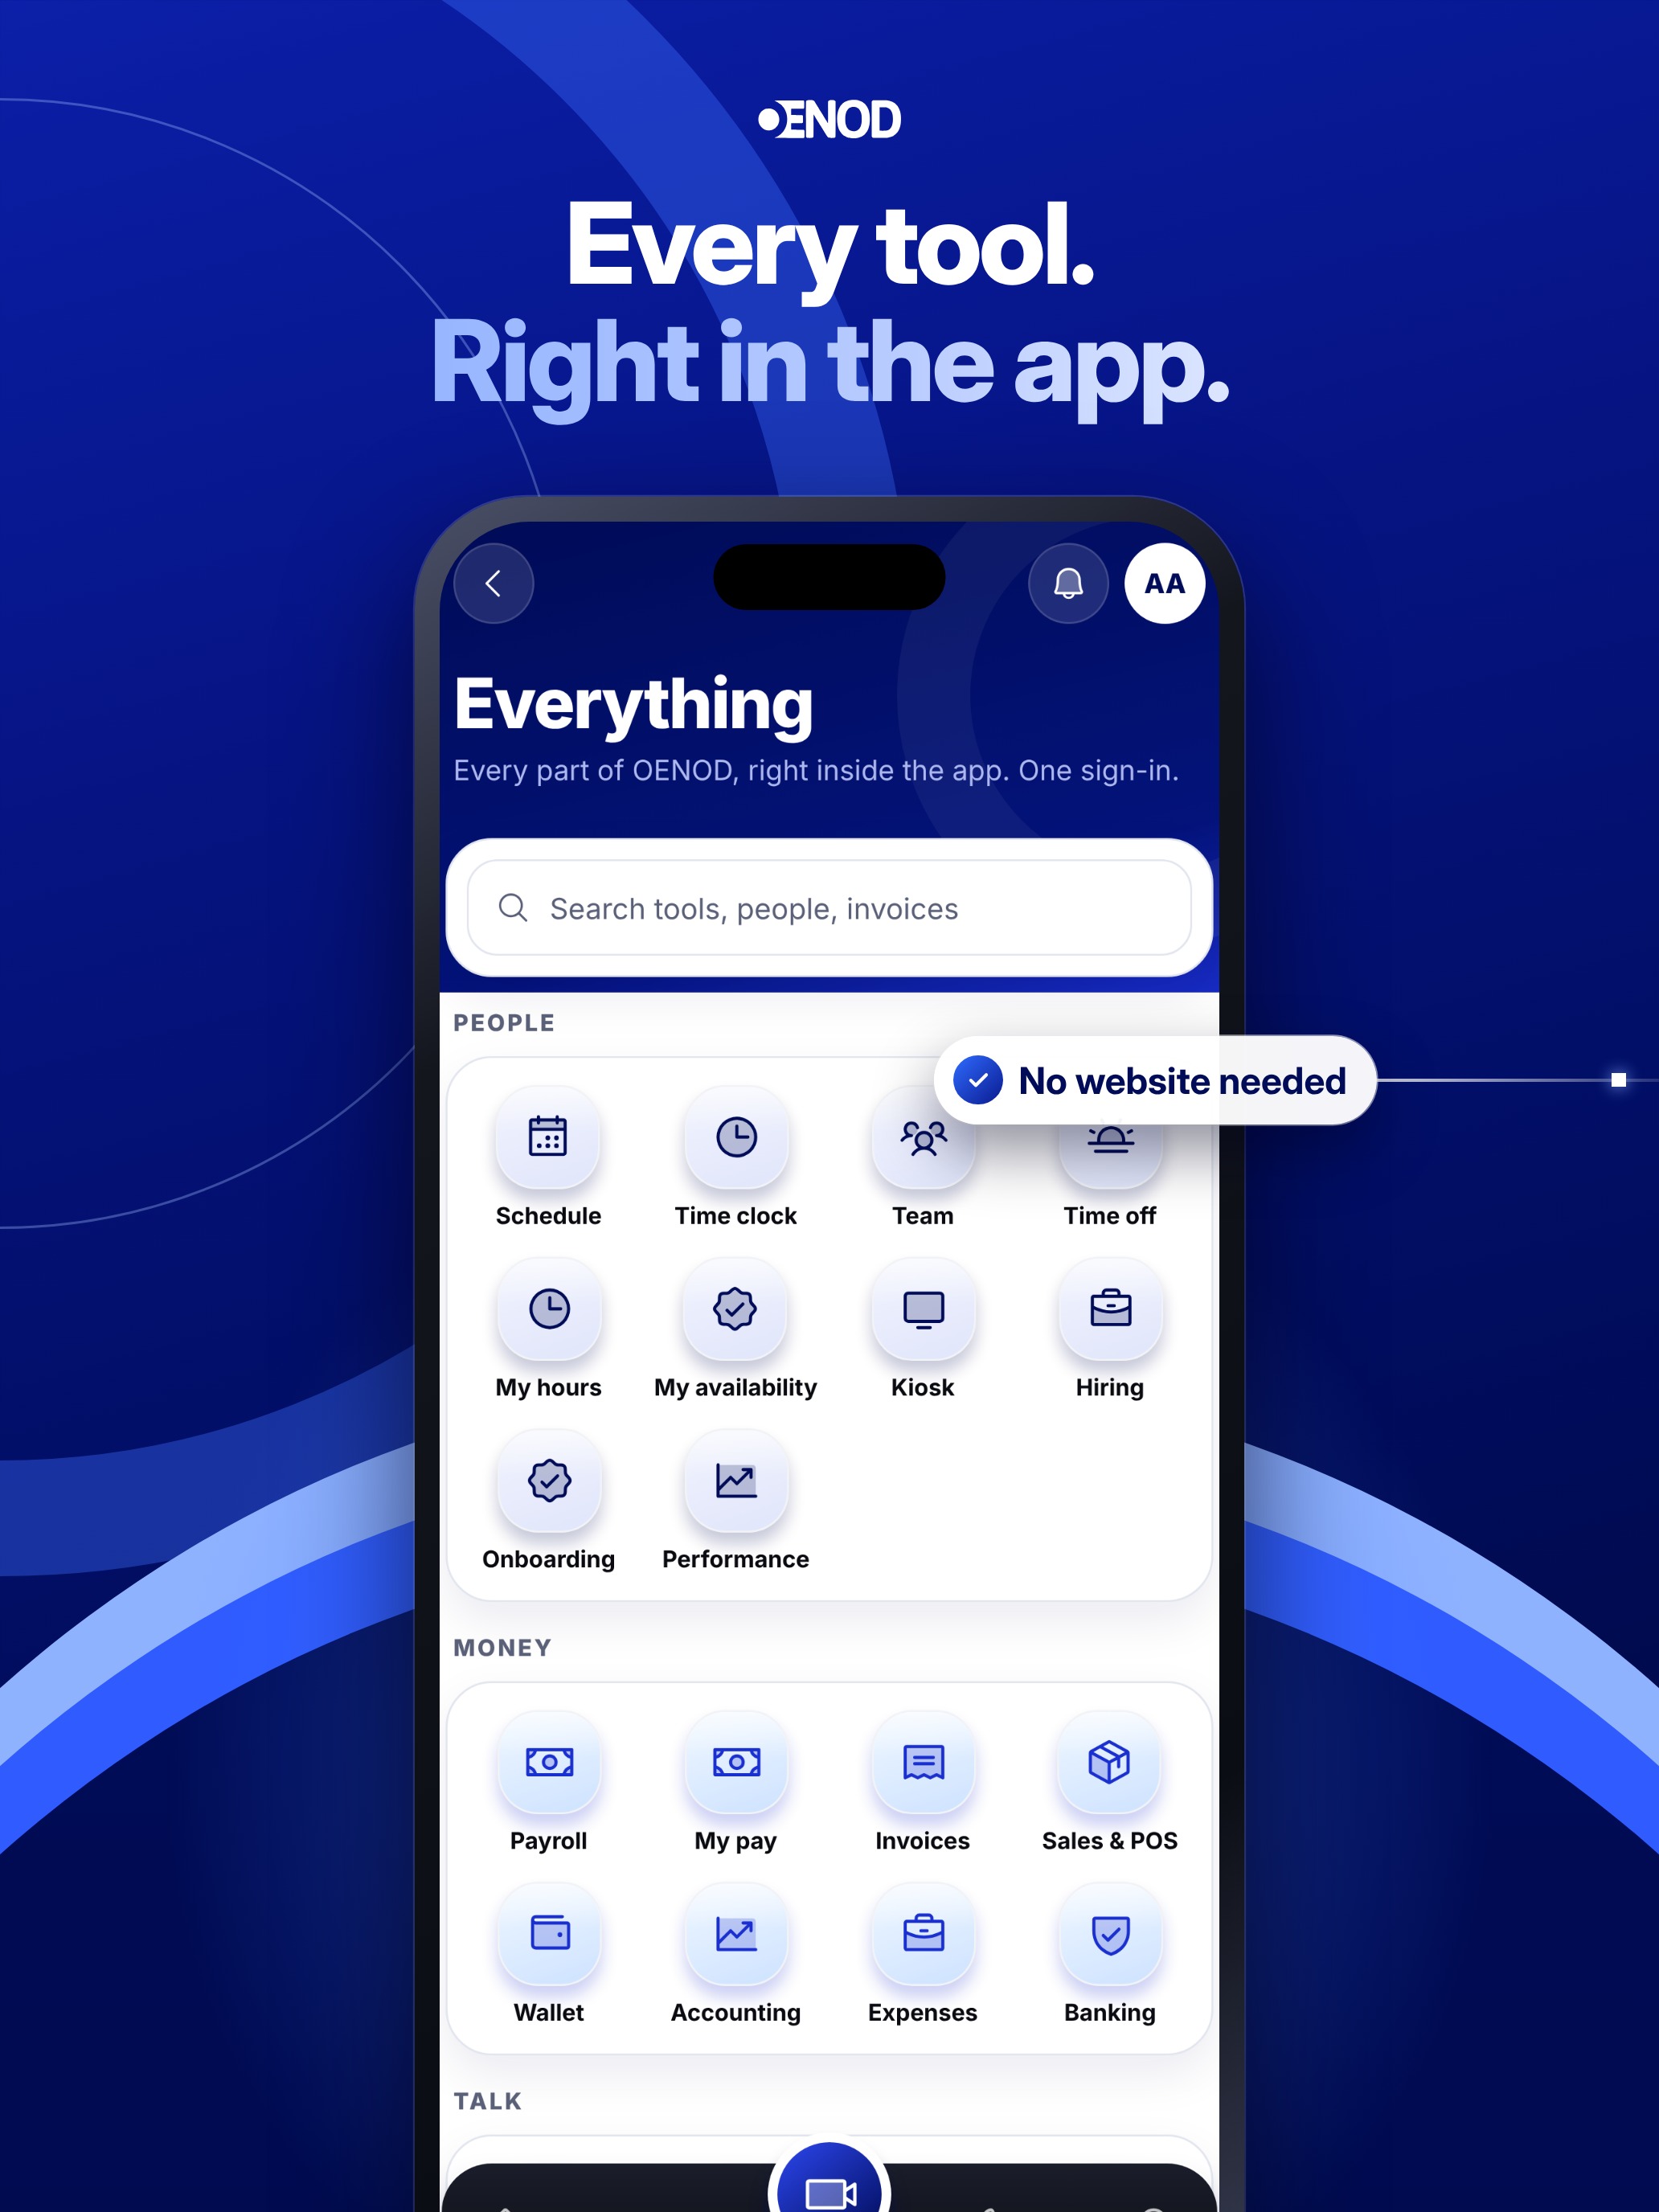 OENOD
Every tool.
Right in the app.
AA
Everything
Every part of OENOD, right inside the app. One sign-in.
Search tools, people, invoices
PEOPLE
No website needed
Schedule Time clock Team Time off
My hours My availability Kiosk Hiring
Onboarding Performance
MONEY
Payroll My pay Invoices Sales & POS
Wallet Accounting Expenses Banking
TALK